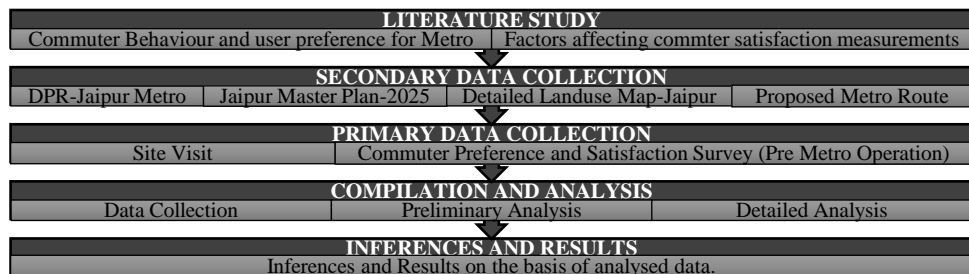 LITERATURE STUDY
Commuter Behaviour and user preference for Metro Factors affecting commter satisfaction measurements
SECONDARY DATA COLLECTION
DPR-Jaipur Metro Jaipur Master Plan-2025 Detailed Landuse Map-Jaipur Proposed Metro Route
PRIMARY DATA COLLECTION
Site Visit Commuter Preference and Satisfaction Survey (Pre Metro Operation)
COMPILATION AND ANALYSIS
Data Collection Preliminary Analysis Detailed Analysis
INFERENCES AND RESULTS
Inferences and Results on the basis of analysed data.